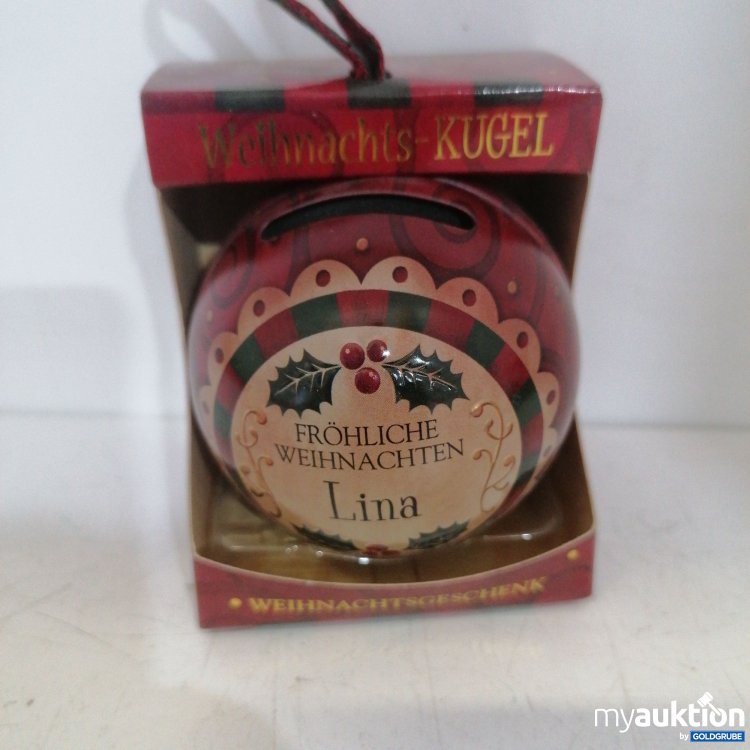 Weihnachts-KUGEL
FRÖHLICHE
WEIHNACHTEN
Lina
• WEIHNACHTSGESCHENK •
myauktion
by GOLDGRUBE